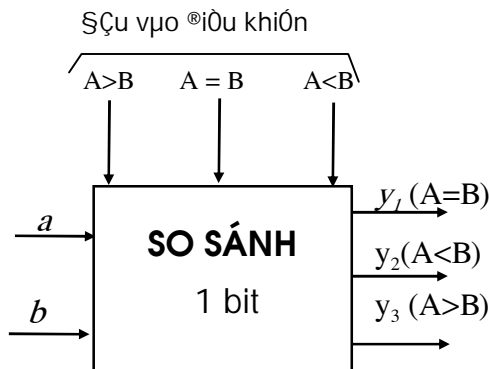 §Çu vµo ®iÒu khiÓn
A>B A = B A<B
a
b
SO SÁNH
1 bit
y1 (A=B)
y2(A<B)
y3 (A>B)